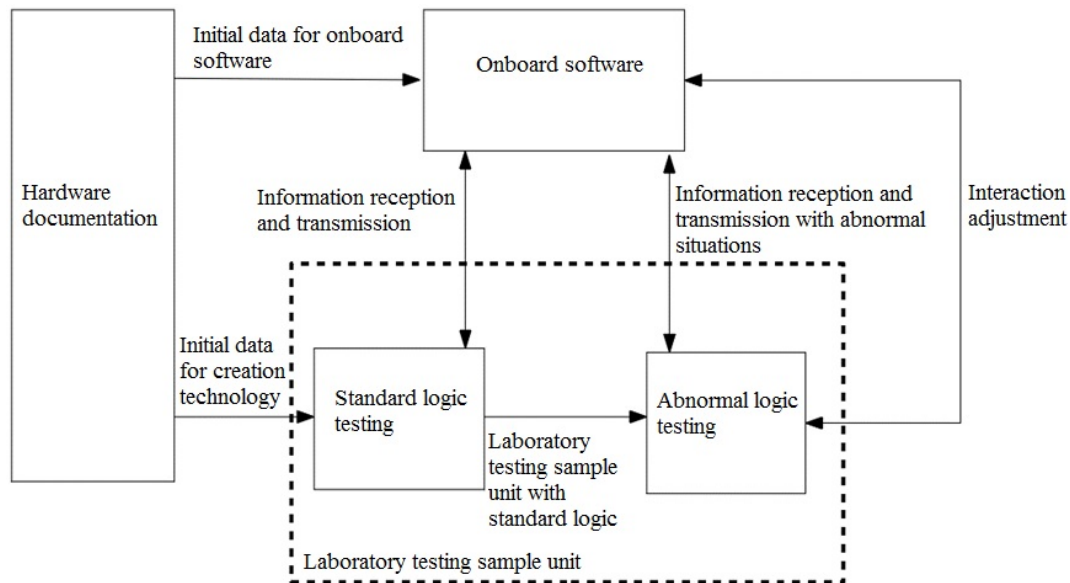 Initial data for onboard
software
Onboard software
Hardware
documentation
Information reception
and transmission
Information reception and
transmission with abnormal
situations
Interaction
adjustment
Initial data
for creation
technology
Standard logic
testing
Abnormal logic
testing
Laboratory
testing sample
unit with
standard logic
Laboratory testing sample unit